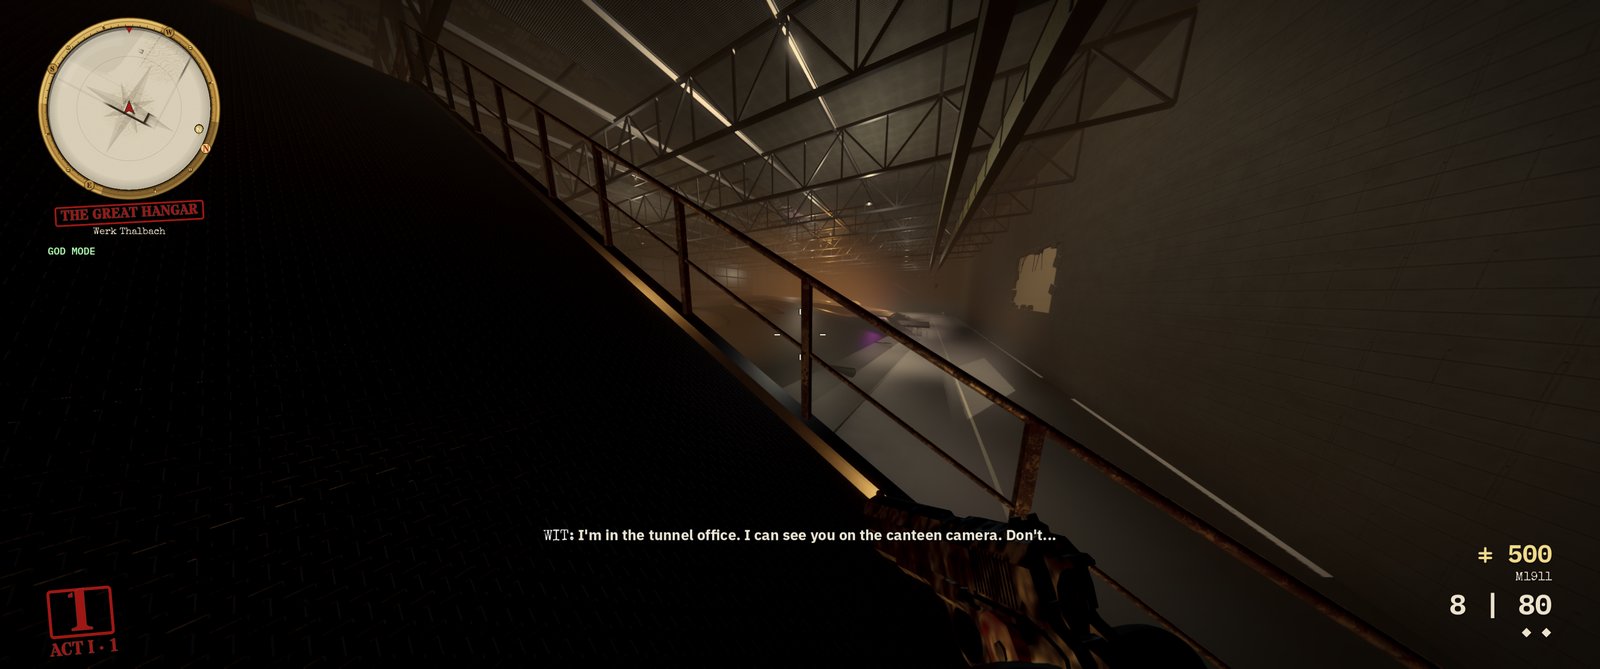 W
S
N
E
THE GREAT HANGAR
Werk Thalbach
GOD MODE
WIT: I'm in the tunnel office. I can see you on the canteen camera. Don't...
500
M1911
8 | 80
1
ACT I · 1